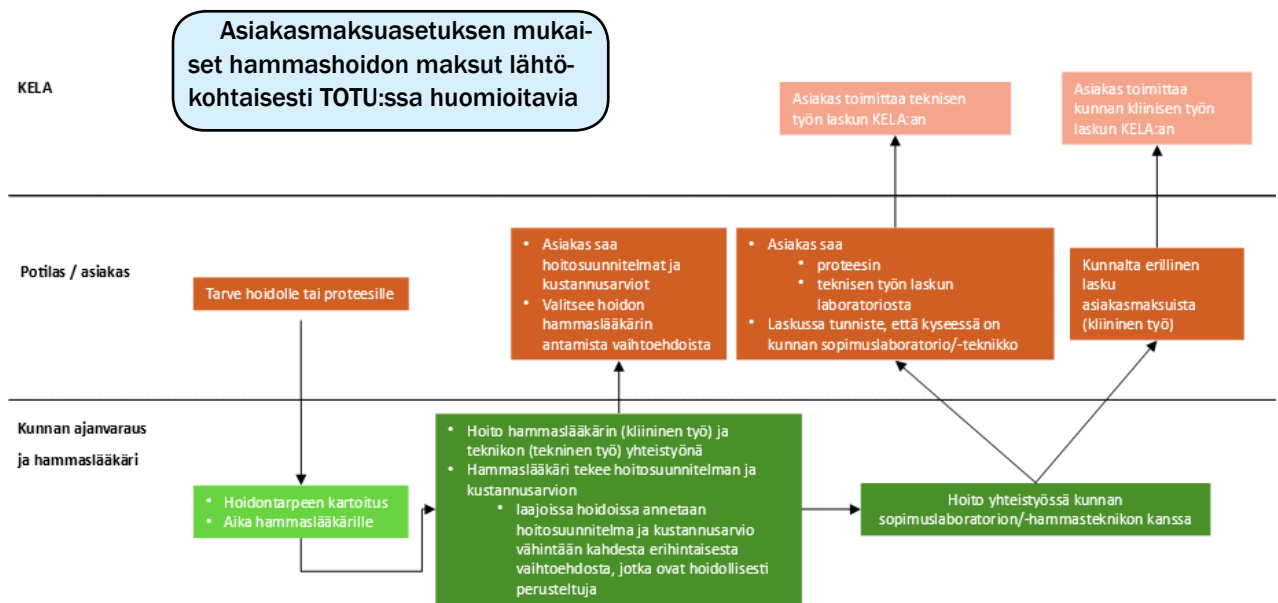 Asiakasmaksuasetuksen mukai-
set hammashoidon maksut lähtö-
kohtaisesti TOTU:ssa huomioitavia
KELA
Asiakas toimittaa teknisen
työn laskun KELA:an
Asiakas toimittaa
kunnan kliinisen työn
laskun KELA:an
Potilas / asiakas
Tarve hoidolle tai proteesille
• Asiakas saa
hoitosuunnitelmat ja
kustannusarviot
• Valitsee hoidon
hammaslääkärin
antamista vaihtoehdoista
• Asiakas saa
• proteesin
• teknisen työn laskun
laboratoriosta
• Laskussa tunniste, että kyseessä on
kunnan sopimuslaboratorio/-teknikko
Kunnalta erillinen
lasku
asiakasmaksuista
(kliininen työ)
Kunnan ajanvaraus
ja hammaslääkäri
• Hoidontarpeen kartoitus
• Aika hammaslääkärille
• Hoito hammaslääkärin (kliininen työ) ja
teknikon (tekninen työ) yhteistyönä
• Hammaslääkäri tekee hoitosuunnitelman ja
kustannusarvion
• laajoissa hoidoissa annetaan
hoitosuunnitelma ja kustannusarvio
vähintään kahdesta erihintaisesta
vaihtoehdosta, jotka ovat hoidollisesti
perusteltuja
Hoito yhteistyössä kunnan
sopimuslaboratorion/-hammasteknikon kanssa